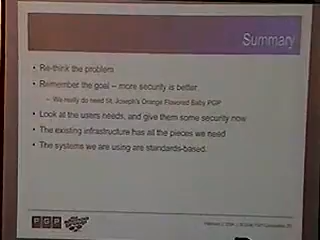 Summary
• Re-think the problem
• Remember the goal – more security is better
– We really do need St. Joseph's Orange Flavored Baby PGP
• Look at the users needs, and give them some security now
• The existing infrastructure has all the pieces we need
• The systems we are using are standards-based.
PGP